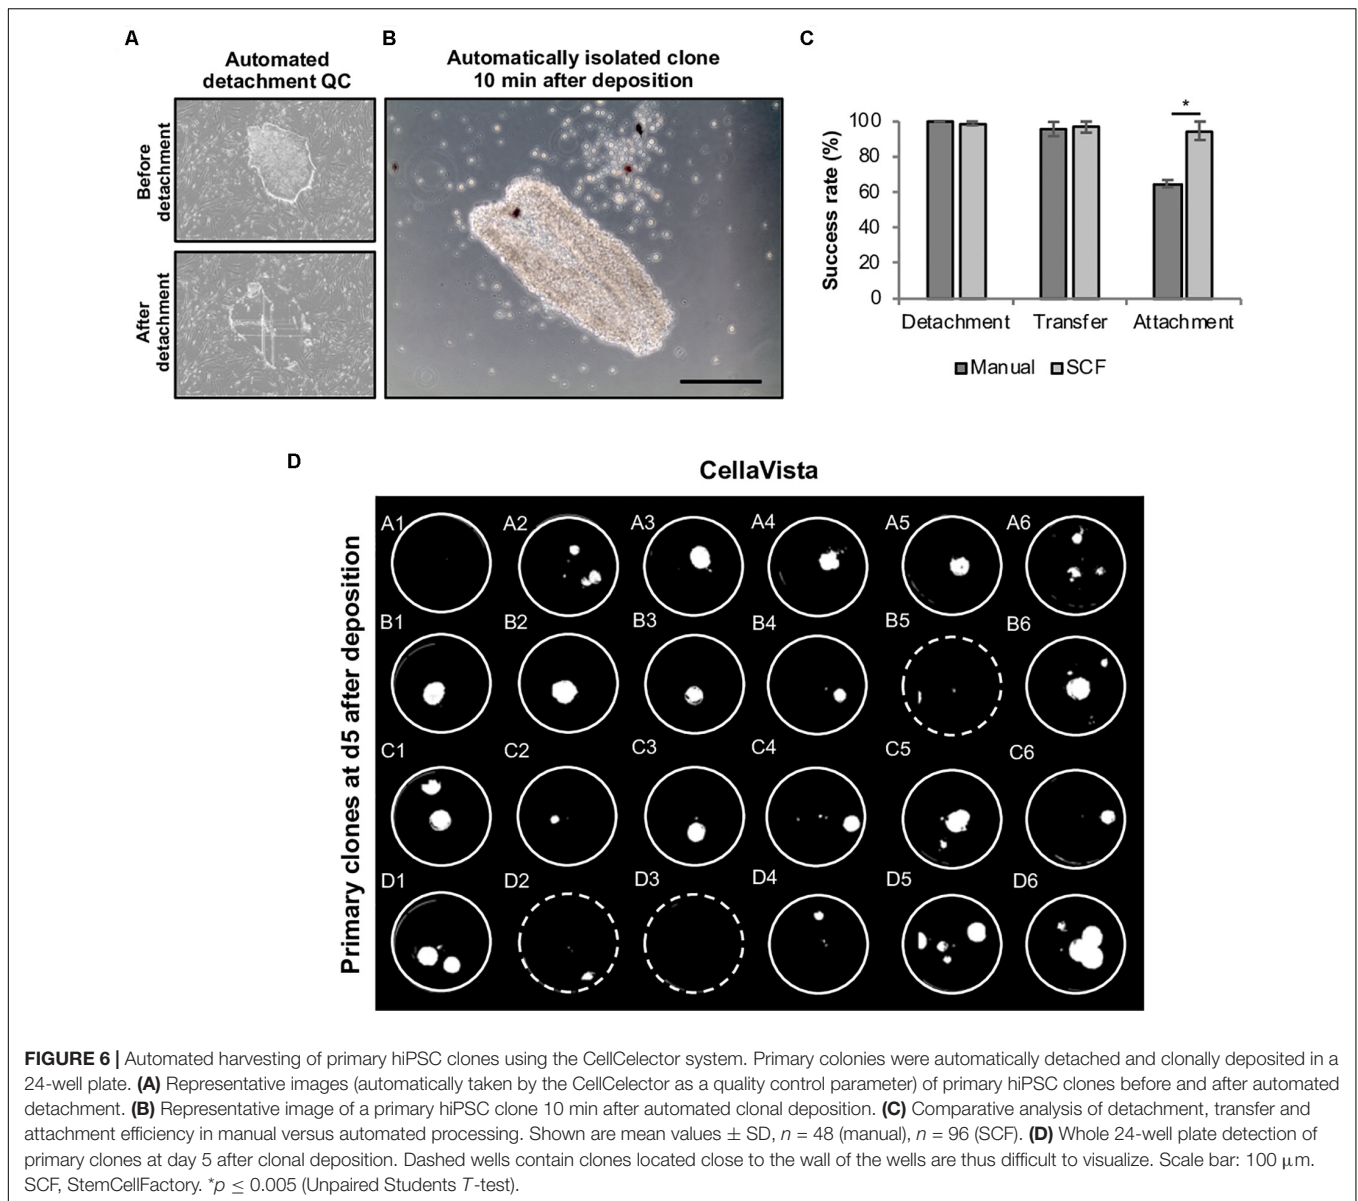 A
Automated
detachment QC
Before
detachment
After
detachment
B
Automatically isolated clone
10 min after deposition
C
Success rate (%)
100
80
60
40
20
0
*
Detachment Transfer Attachment
Manual SCF
D
CellaVista
Primary clones at d5 after deposition
A1 A2 A3 A4 A5 A6
B1 B2 B3 B4 B5 B6
C1 C2 C3 C4 C5 C6
D1 D2 D3 D4 D5 D6
FIGURE 6 | Automated harvesting of primary hiPSC clones using the CellCelector system. Primary colonies were automatically detached and clonally deposited in a
24-well plate. (A) Representative images (automatically taken by the CellCelector as a quality control parameter) of primary hiPSC clones before and after automated
detachment. (B) Representative image of a primary hiPSC clone 10 min after automated clonal deposition. (C) Comparative analysis of detachment, transfer and
attachment efficiency in manual versus automated processing. Shown are mean values ± SD, n = 48 (manual), n = 96 (SCF). (D) Whole 24-well plate detection of
primary clones at day 5 after clonal deposition. Dashed wells contain clones located close to the wall of the wells are thus difficult to visualize. Scale bar: 100 μm.
SCF, StemCellFactory. *p ≤ 0.005 (Unpaired Students T-test).